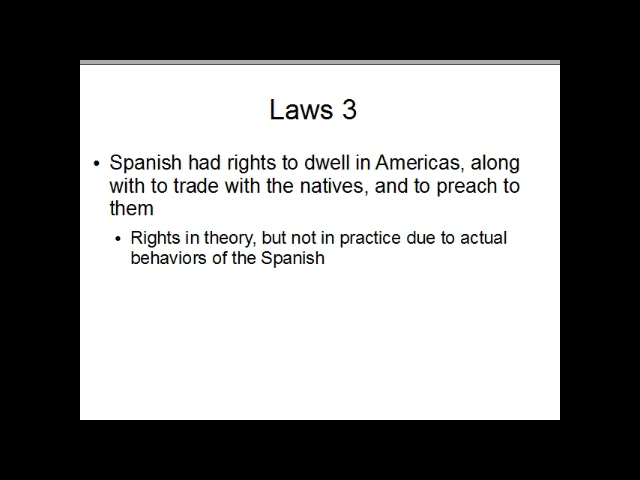 Laws 3
• Spanish had rights to dwell in Americas, along
with to trade with the natives, and to preach to
them
• Rights in theory, but not in practice due to actual
behaviors of the Spanish